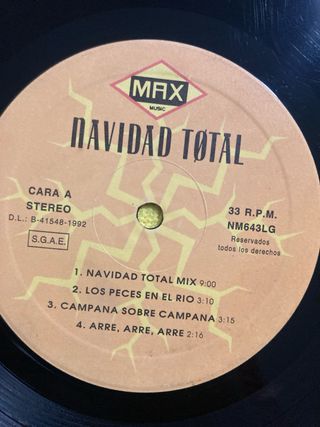 MAX
MUSIC
NAVIDAD TØTAL
CARA A
STEREO
D.L.: B-41548-1992
S.G.A.E.
33 R.P.M.
NM643LG
Reservados
todos los derechos
1. NAVIDAD TOTAL MIX 9:00
2. LOS PECES EN EL RIO 3:10
3. CAMPANA SOBRE CAMPANA 3:15
4. ARRE, ARRE, ARRE 2:16